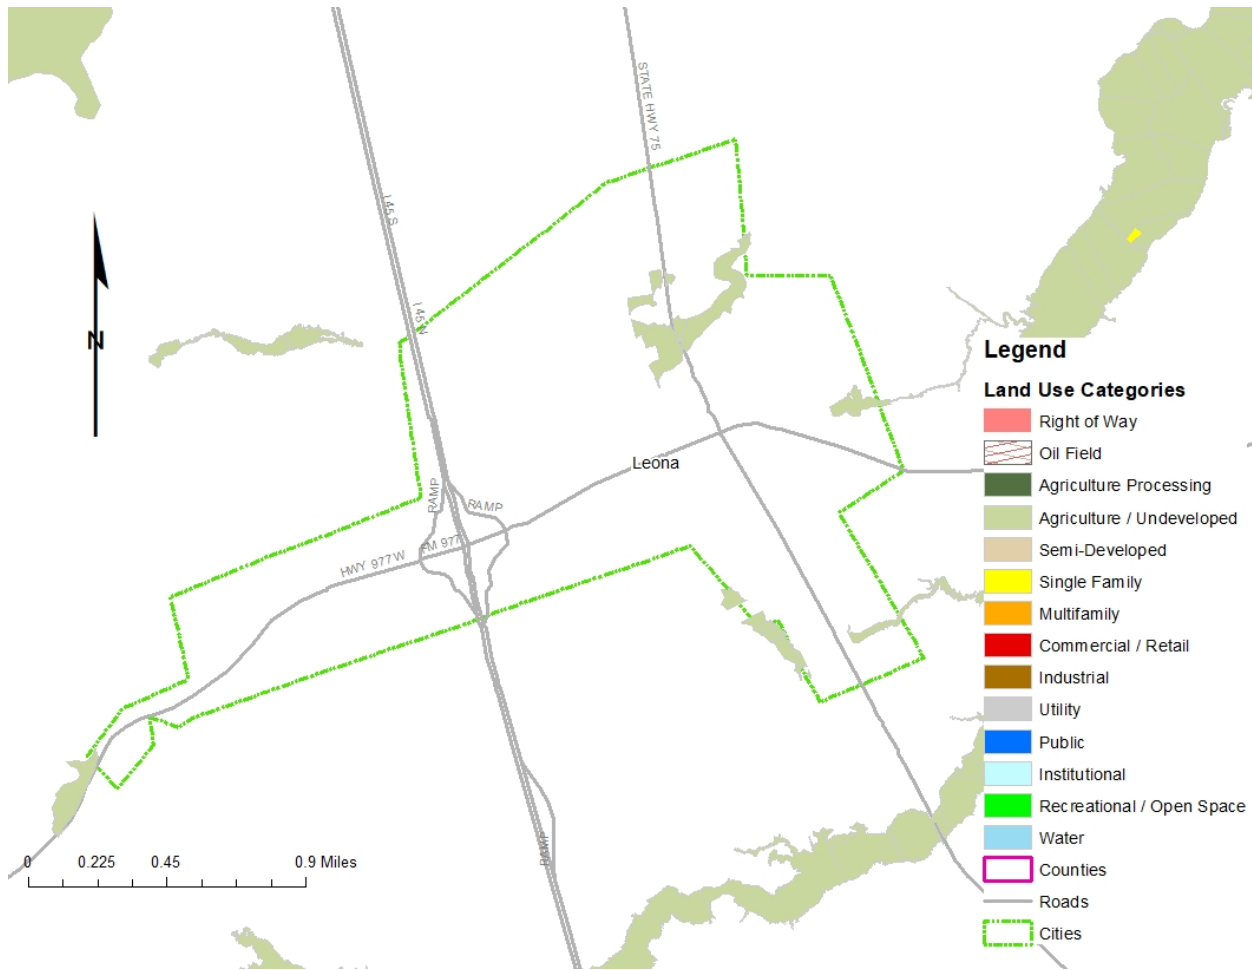 STATE HWY 75
I 45 S
I 45 N
N
Leona
RAMP
RAMP
FM 977
HWY 977 W
RAMP
0 0.225 0.45 0.9 Miles
Legend
Land Use Categories
Right of Way
Oil Field
Agriculture Processing
Agriculture / Undeveloped
Semi-Developed
Single Family
Multifamily
Commercial / Retail
Industrial
Utility
Public
Institutional
Recreational / Open Space
Water
Counties
Roads
Cities